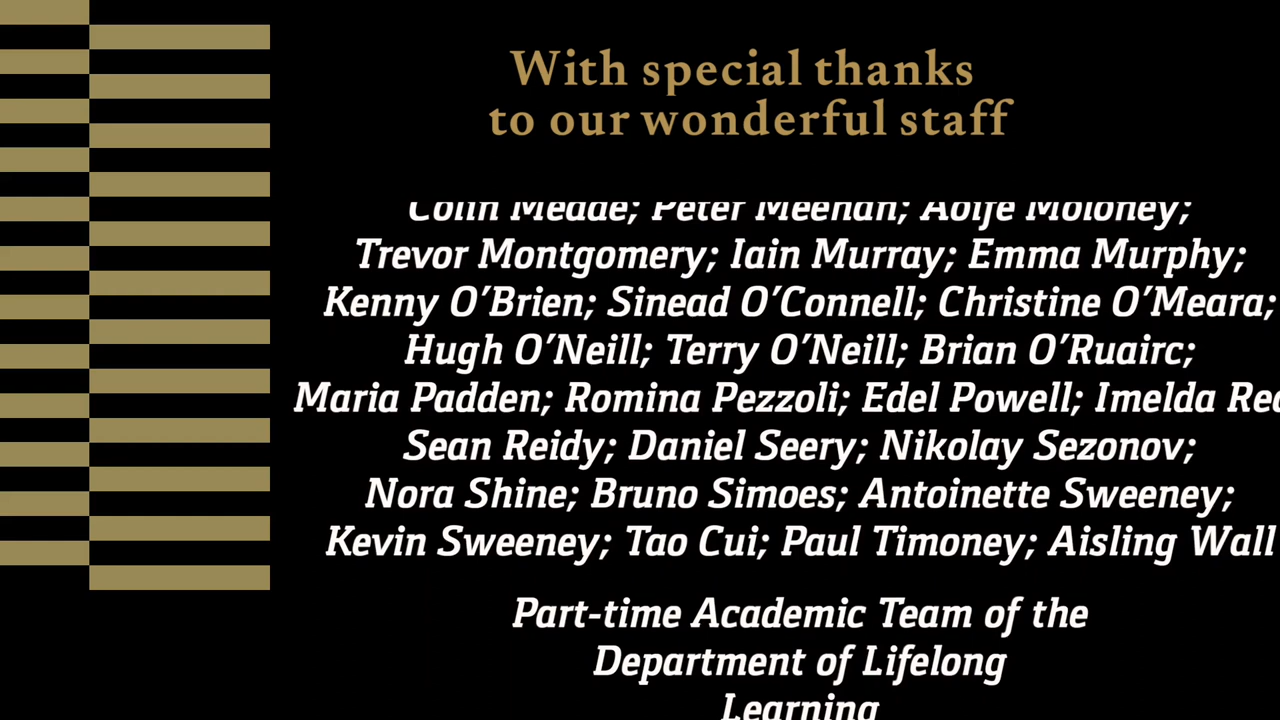 With special thanks
to our wonderful staff
Colin Meade; Peter Meehan; Aoife Moloney;
Trevor Montgomery; Iain Murray; Emma Murphy;
Kenny O’Brien; Sinead O’Connell; Christine O’Meara;
Hugh O’Neill; Terry O’Neill; Brian O’Ruairc;
Maria Padden; Romina Pezzoli; Edel Powell; Imelda
Sean Reidy; Daniel Seery; Nikolay Sezonov;
Nora Shine; Bruno Simoes; Antoinette Sweeney;
Kevin Sweeney; Tao Cui; Paul Timoney; Aisling Wall
Part-time Academic Team of the
Department of Lifelong
Learning